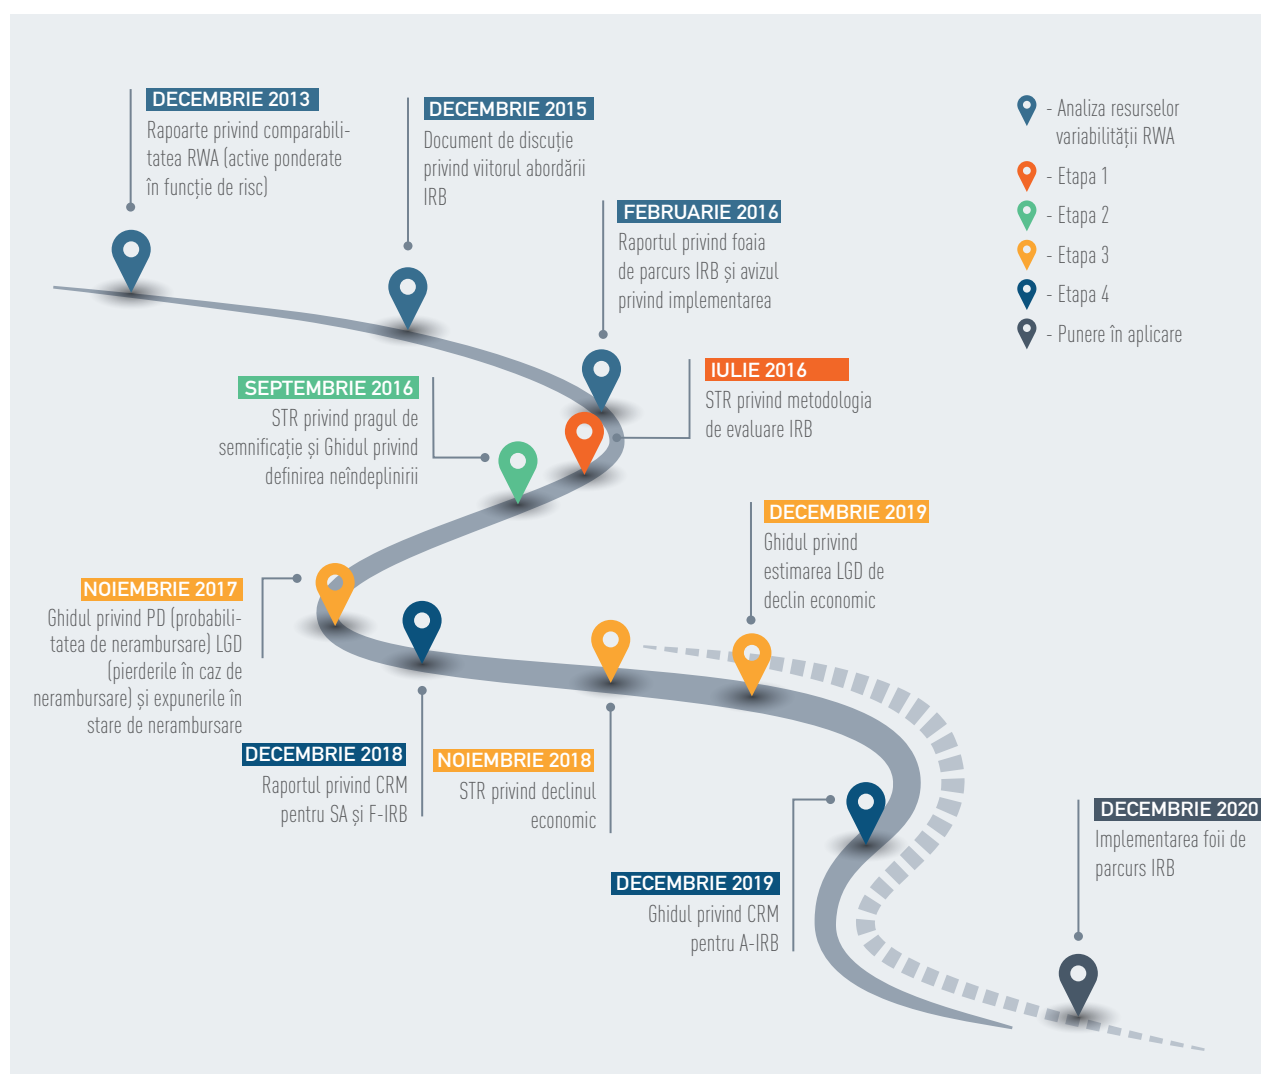 DECEMBRIE 2013
Rapoarte privind comparabili-
tatea RWA (active ponderate
în funcție de risc)
DECEMBRIE 2015
Document de discuție
privind viitorul abordării
IRB
FEBRUARIE 2016
Raportul privind foaia
de parcurs IRB și avizul
privind implementarea
- Analiza resurselor
variabilității RWA
- Etapa 1
- Etapa 2
- Etapa 3
- Etapa 4
- Punere în aplicare
IULIE 2016
STR privind metodologia
de evaluare IRB
SEPTEMBRIE 2016
STR privind pragul de
semnificație și Ghidul privind
definirea neîndeplinirii
DECEMBRIE 2019
Ghidul privind
estimarea LGD de
declin economic
NOIEMBRIE 2017
Ghidul privind PD (probabili-
tatea de nerambursare) LGD
(pierderile în caz de
nerambursare) și expunerile în
stare de nerambursare
DECEMBRIE 2018
Raportul privind CRM
pentru SA și F-IRB
NOIEMBRIE 2018
STR privind declinul
economic
DECEMBRIE 2019
Ghidul privind CRM
pentru A-IRB
DECEMBRIE 2020
Implementarea foii de
parcurs IRB